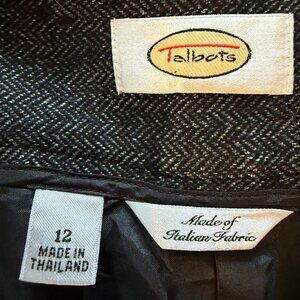 Talbots
12
MADE IN
THAILAND
Made of
Italian Fabric